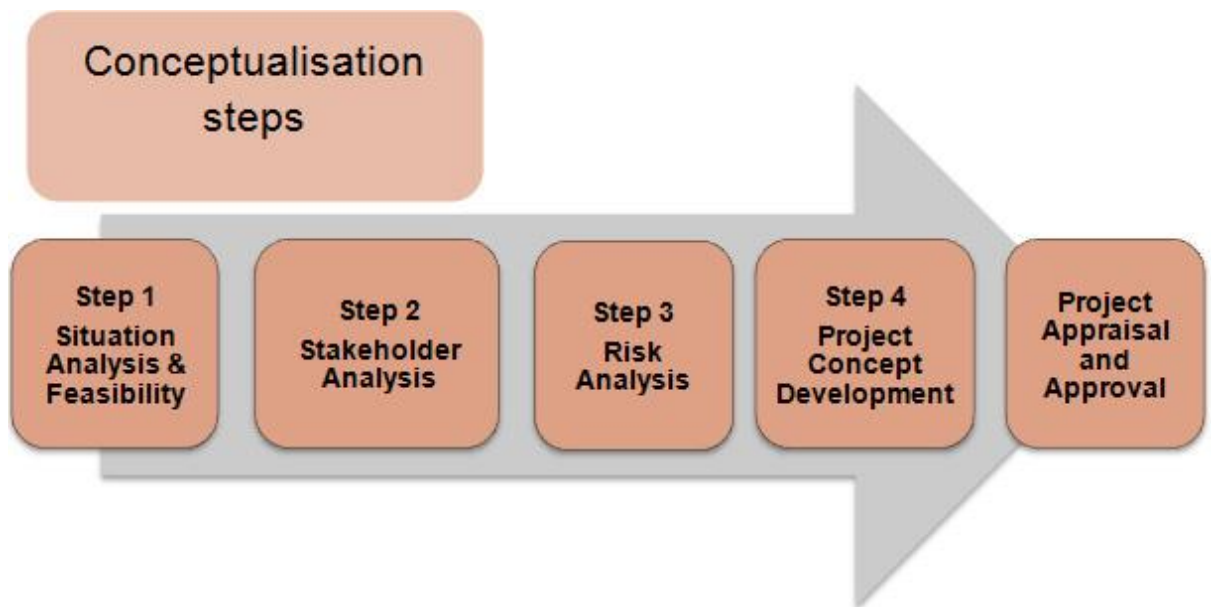 Conceptualisation
steps
Step 1
Situation
Analysis &
Feasibility
Step 2
Stakeholder
Analysis
Step 3
Risk
Analysis
Step 4
Project
Concept
Development
Project
Appraisal
and
Approval